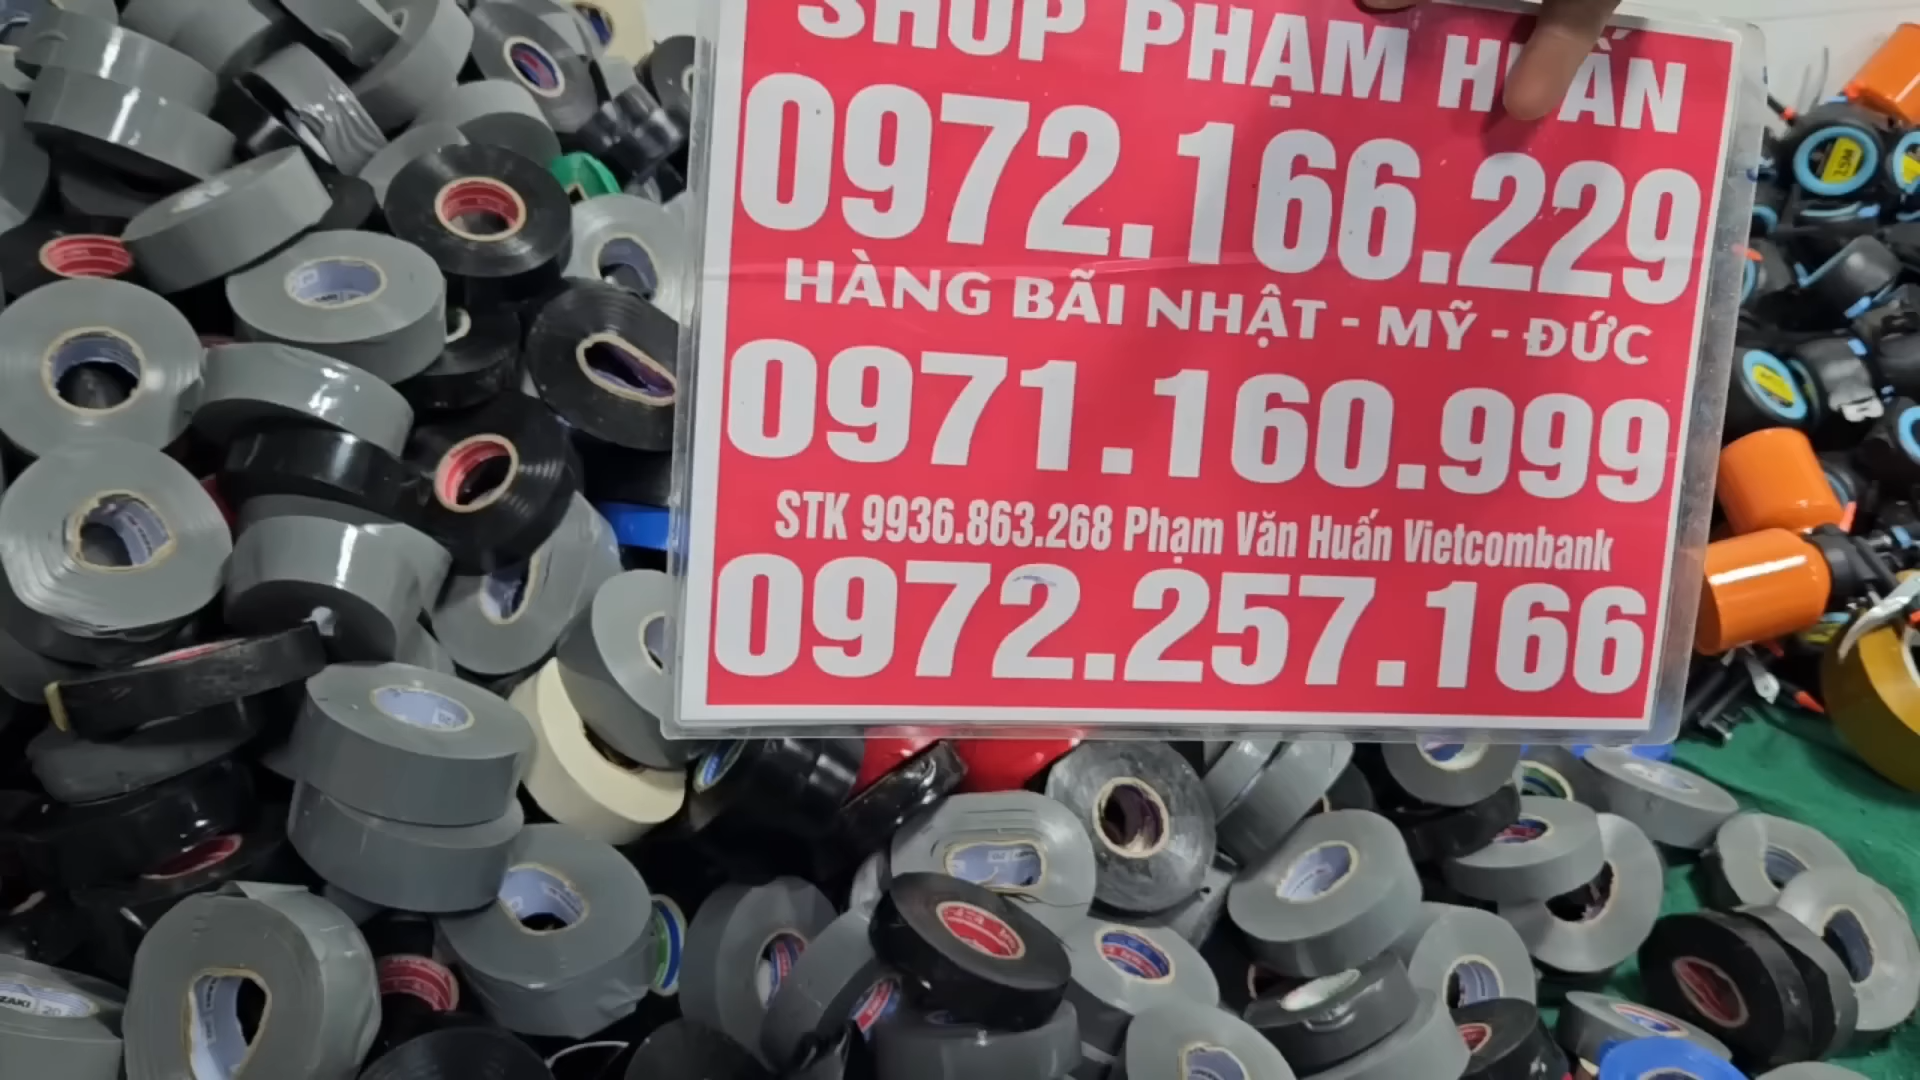 SHOP PHẠM HUẤN
0972.166.229
HÀNG BÃI NHẬT - MỸ - ĐỨC
0971.160.999
STK 9936.863.268 Phạm Văn Huấn Vietcombank
0972.257.166